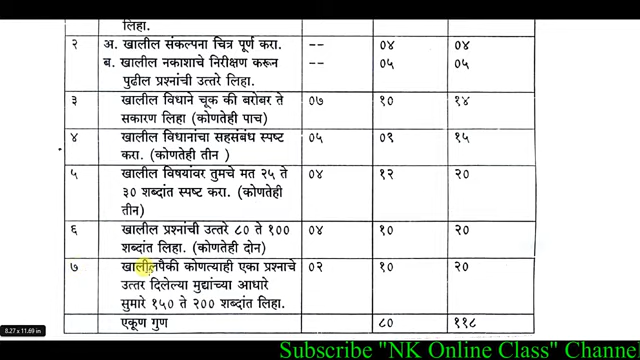 लिहा.
२ अ. खालील संकल्पना चित्र पूर्ण करा. -- ०४ ०४
ब. खालील नकाशाचे निरीक्षण करून -- ०५ ०५
पुढील प्रश्नांची उत्तरे लिहा.
३ खालील विधाने चूक की बरोबर ते ०७ १० १४
सकारण लिहा (कोणतेही पाच)
४ खालील विधानांचा सहसंबंध स्पष्ट ०५ ०९ १५
करा. (कोणतेही तीन )
५ खालील विषयांवर तुमचे मत २५ ते ०४ १२ २०
३० शब्दांत स्पष्ट करा. (कोणतेही
तीन)
६ खालील प्रश्नांची उत्तरे ८० ते १०० ०४ १० २०
शब्दांत लिहा. (कोणतेही दोन)
७ खालीलपैकी कोणत्याही एका प्रश्नाचे ०२ १० २०
उत्तर दिलेल्या मुद्यांच्या आधारे
सुमारे १५० ते २०० शब्दांत लिहा.
एकूण गुण ८० ११८
8.27 x 11.69 in
Subscribe "NK Online Class" Channe